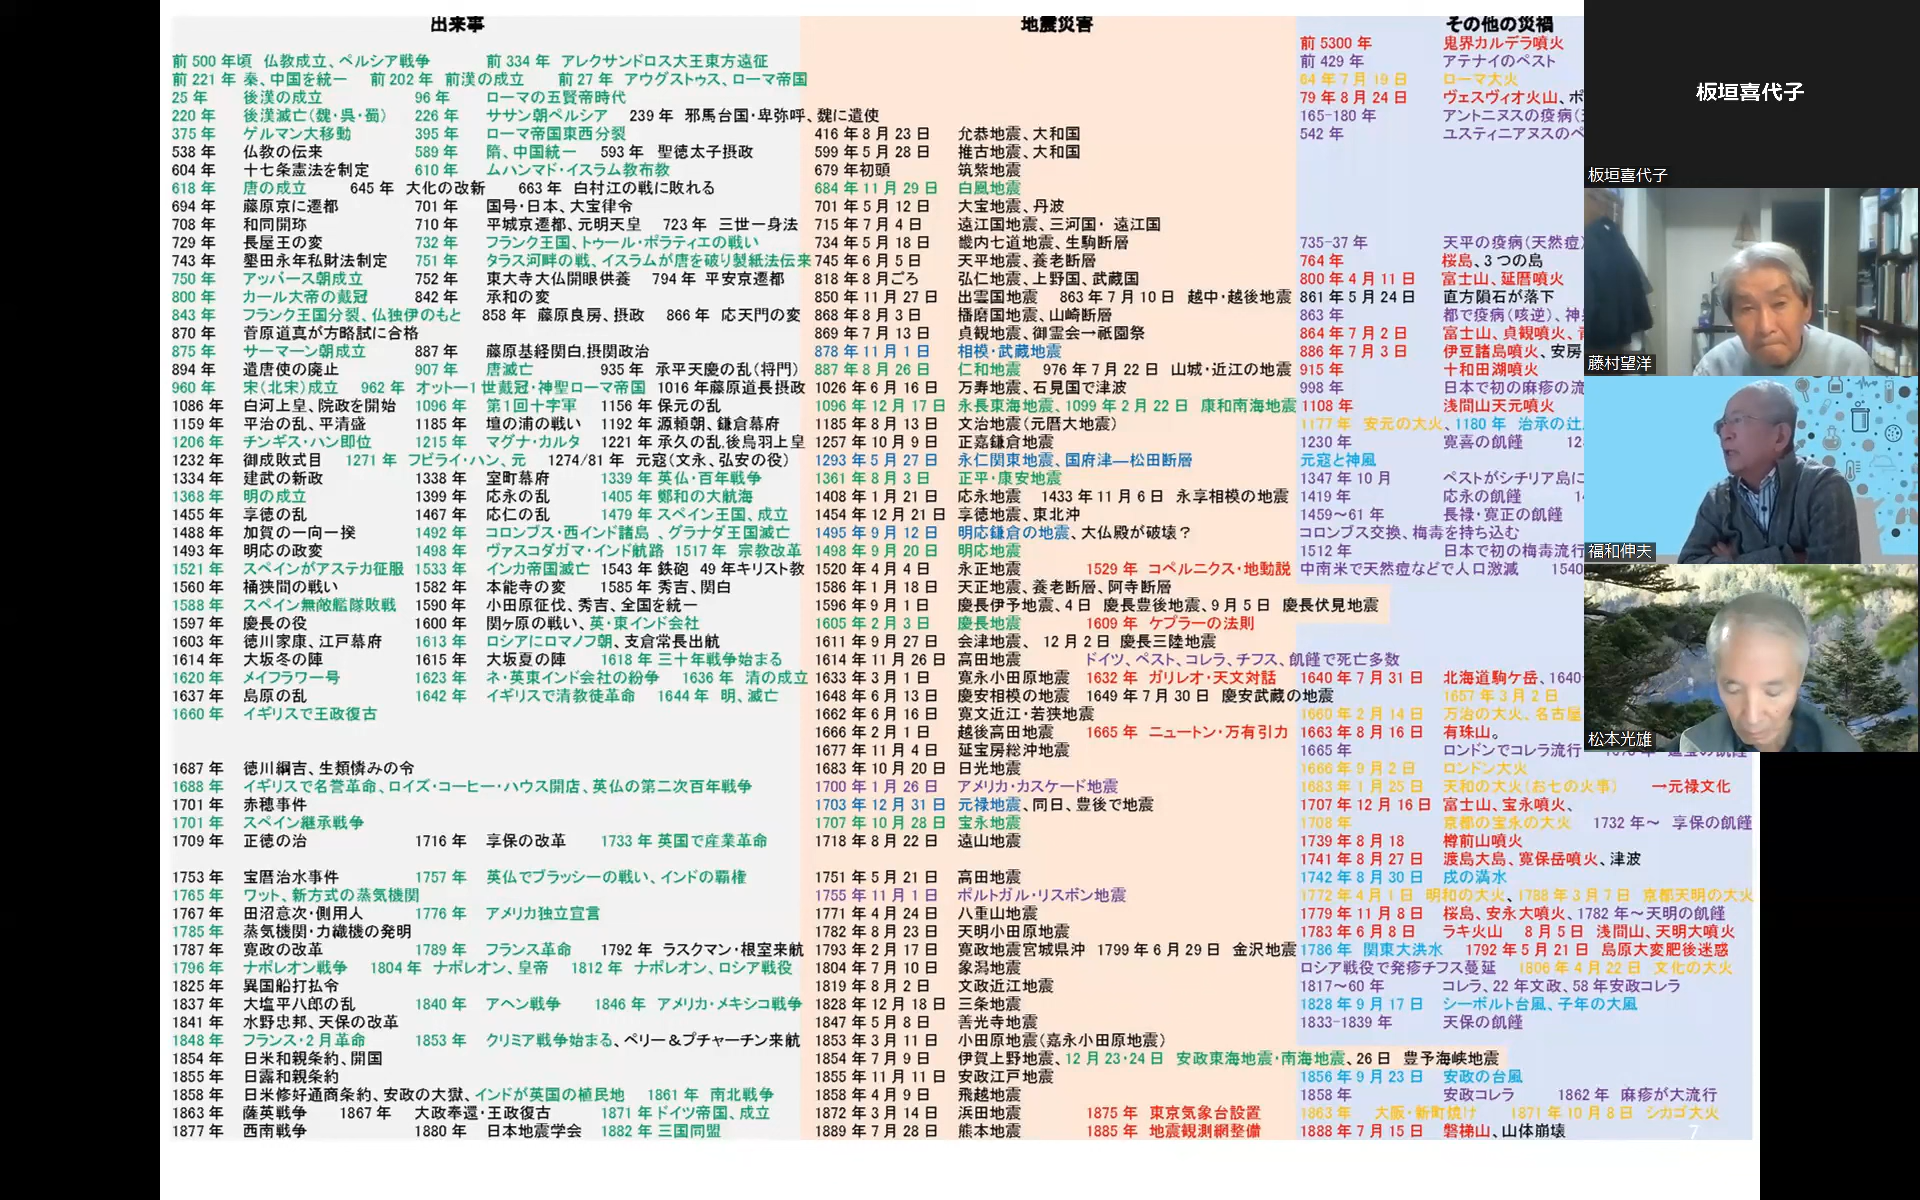 出来事 地震災害 その他の災禍
前 5300 年 鬼界カルデラ噴火
前 500 年頃 仏教成立、ペルシア戦争 前 334 年 アレクサンドロス大王東方遠征 前 429 年 アテナイのペスト
前 221 年 秦、中国を統一 前 202 年 前漢の成立 前 27 年 アウグストゥス、ローマ帝国 64 年 7 月 19 日 ローマ大火
25 年 後漢の成立 96 年 ローマの五賢帝時代 79 年 8 月 24 日 ヴェスヴィオ火山、ポ
220 年 後漢滅亡(魏・呉・蜀) 226 年 ササン朝ペルシア 239 年 邪馬台国・卑弥呼、魏に遣使 165-180 年 アントニヌスの疫病(
375 年 ゲルマン大移動 395 年 ローマ帝国東西分裂 416 年 8 月 23 日 允恭地震、大和国 542 年 ユスティニアヌスのペ
538 年 仏教の伝来 589 年 隋、中国統一 593 年 聖徳太子摂政 599 年 5 月 28 日 推古地震、大和国
604 年 十七条憲法を制定 610 年 ムハンマド・イスラム教布教 679 年初頭 筑紫地震
618 年 唐の成立 645 年 大化の改新 663 年 白村江の戦に敗れる 684 年 11 月 29 日 白鳳地震
694 年 藤原京に遷都 701 年 国号・日本、大宝律令 701 年 5 月 12 日 大宝地震、丹波
708 年 和同開珎 710 年 平城京遷都、元明天皇 723 年 三世一身法 715 年 7 月 4 日 遠江国地震、三河国・ 遠江国
729 年 長屋王の変 732 年 フランク王国、トゥール・ポラティエの戦い 734 年 5 月 18 日 畿内七道地震、生駒断層 735-37 年 天平の疫病(天然痘)
743 年 墾田永年私財法制定 751 年 タラス河畔の戦、イスラムが唐を破り製紙法伝来 745 年 6 月 5 日 天平地震、養老断層 764 年 桜島、3 つの島
750 年 アッバース朝成立 752 年 東大寺大仏開眼供養 794 年 平安京遷都 818 年 8 月ごろ 弘仁地震、上野国、武蔵国 800 年 4 月 11 日 富士山、延暦噴火
800 年 カール大帝の戴冠 842 年 承和の変 850 年 11 月 27 日 出雲国地震 863 年 7 月 10 日 越中・越後地震 861 年 5 月 24 日 直方隕石が落下
843 年 フランク王国分裂、仏独伊のもと 858 年 藤原良房、摂政 866 年 応天門の変 868 年 8 月 3 日 播磨国地震、山崎断層 863 年 都で疫病(咳逆)、神
870 年 菅原道真が方略試に合格 869 年 7 月 13 日 貞観地震、御霊会→祇園祭 864 年 7 月 2 日 富士山、貞観噴火、
875 年 サーマーン朝成立 887 年 藤原基経関白,摂関政治 878 年 11 月 1 日 相模・武蔵地震 886 年 7 月 3 日 伊豆諸島噴火、安房
894 年 遣唐使の廃止 907 年 唐滅亡 935 年 承平天慶の乱(将門) 887 年 8 月 26 日 仁和地震 976 年 7 月 22 日 山城・近江の地震 915 年 十和田湖噴火
960 年 宋(北宋)成立 962 年 オットー1 世戴冠・神聖ローマ帝国 1016 年藤原道長摂政 1026 年 6 月 16 日 万寿地震、石見国で津波 998 年 日本で初の麻疹の流
1086 年 白河上皇、院政を開始 1096 年 第1回十字軍 1156 年 保元の乱 1096 年 12 月 17 日 永長東海地震、1099 年 2 月 22 日 康和南海地震 1108 年 浅間山天元噴火
1159 年 平治の乱、平清盛 1185 年 壇の浦の戦い 1192 年 源頼朝、鎌倉幕府 1185 年 8 月 13 日 文治地震(元暦大地震) 1177 年 安元の大火、1180 年 治承の辻
1206 年 チンギス・ハン即位 1215 年 マグナ・カルタ 1221 年 承久の乱,後鳥羽上皇 1257 年 10 月 9 日 正嘉鎌倉地震 1230 年 寛喜の飢饉 12
1232 年 御成敗式目 1271 年 フビライ・ハン、元 1274/81 年 元寇(文永、弘安の役) 1293 年 5 月 27 日 永仁関東地震、国府津―松田断層 元寇と神風
1334 年 建武の新政 1338 年 室町幕府 1339 年 英仏・百年戦争 1361 年 8 月 3 日 正平・康安地震 1347 年 10 月 ペストがシチリア島に
1368 年 明の成立 1399 年 応永の乱 1405 年 鄭和の大航海 1408 年 1 月 21 日 応永地震 1433 年 11 月 6 日 永享相模の地震 1419 年 応永の飢饉 14
1455 年 享徳の乱 1467 年 応仁の乱 1479 年 スペイン王国、成立 1454 年 12 月 21 日 享徳地震、東北沖 1459~61 年 長禄・寛正の飢饉
1488 年 加賀の一向一揆 1492 年 コロンブス・西インド諸島 、グラナダ王国滅亡 1495 年 9 月 12 日 明応鎌倉の地震、大仏殿が破壊? コロンブス交換、梅毒を持ち込む
1493 年 明応の政変 1498 年 ヴァスコダガマ・インド航路 1517 年 宗教改革 1498 年 9 月 20 日 明応地震 1512 年 日本で初の梅毒流行
1521 年 スペインがアステカ征服 1533 年 インカ帝国滅亡 1543 年 鉄砲 49 年キリスト教 1520 年 4 月 4 日 永正地震 1529 年 コペルニクス・地動説 中南米で天然痘などで人口激減 1540
1560 年 桶狭間の戦い 1582 年 本能寺の変 1585 年 秀吉、関白 1586 年 1 月 18 日 天正地震、養老断層、阿寺断層
1588 年 スペイン無敵艦隊敗戦 1590 年 小田原征伐、秀吉、全国を統一 1596 年 9 月 1 日 慶長伊予地震、4日 慶長豊後地震、9 月 5 日 慶長伏見地震
1597 年 慶長の役 1600 年 関ヶ原の戦い、英・東インド会社 1605 年 2 月 3 日 慶長地震 1609 年 ケプラーの法則
1603 年 徳川家康、江戸幕府 1613 年 ロシアにロマノフ朝、支倉常長出航 1611 年 9 月 27 日 会津地震、 12 月 2 日 慶長三陸地震
1614 年 大坂冬の陣 1615 年 大坂夏の陣 1618 年 三十年戦争始まる 1614 年 11 月 26 日 高田地震 ドイツ、ペスト、コレラ、チフス、飢饉で死亡多数
1620 年 メイフラワー号 1623 年 ネ・英東インド会社の紛争 1636 年 清の成立 1633 年 3 月 1 日 寛永小田原地震 1632 年 ガリレオ・天文対話 1640 年 7 月 31 日 北海道駒ケ岳、1640
1637 年 島原の乱 1642 年 イギリスで清教徒革命 1644 年 明、滅亡 1648 年 6 月 13 日 慶安相模の地震 1649 年 7 月 30 日 慶安武蔵の地震 1657 年 3 月 2 日
1660 年 イギリスで王政復古 1662 年 6 月 16 日 寛文近江・若狭地震 1660 年 2 月 14 日 万治の大火、名古屋
1666 年 2 月 1 日 越後高田地震 1665 年 ニュートン・万有引力 1663 年 8 月 16 日 有珠山。
1677 年 11 月 4 日 延宝房総沖地震 1665 年 ロンドンでコレラ流行
1687 年 徳川綱吉、生類憐みの令 1683 年 10 月 20 日 日光地震 1666 年 9 月 2 日 ロンドン大火
1688 年 イギリスで名誉革命、ロイズ・コーヒー・ハウス開店、英仏の第二次百年戦争 1700 年 1 月 26 日 アメリカ・カスケード地震 1683 年 1 月 25 日 天和の大火(お七の火事) →元禄文化
1701 年 赤穂事件 1703 年 12 月 31 日 元禄地震、同日、豊後で地震 1707 年 12 月 16 日 富士山、宝永噴火、
1701 年 スペイン継承戦争 1707 年 10 月 28 日 宝永地震 1708 年 京都の宝永の大火 1732 年~ 享保の飢饉
1709 年 正徳の治 1716 年 享保の改革 1733 年 英国で産業革命 1718 年 8 月 22 日 遠山地震 1739 年 8 月 18 樽前山噴火
1741 年 8 月 27 日 渡島大島、寛保岳噴火、津波
1753 年 宝暦治水事件 1757 年 英仏でプラッシーの戦い、インドの覇権 1751 年 5 月 21 日 高田地震 1742 年 8 月 30 日 戌の満水
1765 年 ワット、新方式の蒸気機関 1755 年 11 月 1 日 ポルトガル・リスボン地震 1772 年 4 月 1 日 明和の大火、1788 年 3 月 7 日 京都天明の大火
1767 年 田沼意次・側用人 1776 年 アメリカ独立宣言 1771 年 4 月 24 日 八重山地震 1779 年 11 月 8 日 桜島、安永大噴火、1782 年~天明の飢饉
1785 年 蒸気機関・力織機の発明 1782 年 8 月 23 日 天明小田原地震 1783 年 6 月 8 日 ラキ火山 8 月 5 日 浅間山、天明大噴火
1787 年 寛政の改革 1789 年 フランス革命 1792 年 ラスクマン・根室来航 1793 年 2 月 17 日 寛政地震宮城県沖 1799 年 6 月 29 日 金沢地震 1786 年 関東大洪水 1792 年 5 月 21 日 島原大変肥後迷惑
1796 年 ナポレオン戦争 1804 年 ナポレオン、皇帝 1812 年 ナポレオン、ロシア戦役 1804 年 7 月 10 日 象潟地震 ロシア戦役で発疹チフス蔓延 1806 年 4 月 22 日 文化の大火
1825 年 異国船打払令 1819 年 8 月 2 日 文政近江地震 1817~60 年 コレラ、22 年文政、58 年安政コレラ
1837 年 大塩平八郎の乱 1840 年 アヘン戦争 1846 年 アメリカ・メキシコ戦争 1828 年 12 月 18 日 三条地震 1828 年 9 月 17 日 シーボルト台風、子年の大風
1841 年 水野忠邦、天保の改革 1847 年 5 月 8 日 善光寺地震 1833-1839 年 天保の飢饉
1848 年 フランス・2 月革命 1853 年 クリミア戦争始まる、ペリー&プチャーチン来航 1853 年 3 月 11 日 小田原地震(嘉永小田原地震)
1854 年 日米和親条約、開国 1854 年 7 月 9 日 伊賀上野地震、12 月 23・24 日 安政東海地震・南海地震、26 日 豊予海峡地震
1855 年 日露和親条約 1855 年 11 月 11 日 安政江戸地震 1856 年 9 月 23 日 安政の台風
1858 年 日米修好通商条約、安政の大獄、インドが英国の植民地 1861 年 南北戦争 1858 年 4 月 9 日 飛越地震 1858 年 安政コレラ 1862 年 麻疹が大流行
1863 年 薩英戦争 1867 年 大政奉還・王政復古 1871 年ドイツ帝国、成立 1872 年 3 月 14 日 浜田地震 1875 年 東京気象台設置 1863 年 大阪・新町焼け 1871 年 10 月 8 日 シカゴ大火
1877 年 西南戦争 1880 年 日本地震学会 1882 年 三国同盟 1889 年 7 月 28 日 熊本地震 1885 年 地震観測網整備 1888 年 7 月 15 日 磐梯山、山体崩壊
7
板垣喜代子
板垣喜代子
藤村望洋
福和伸夫
松本光雄